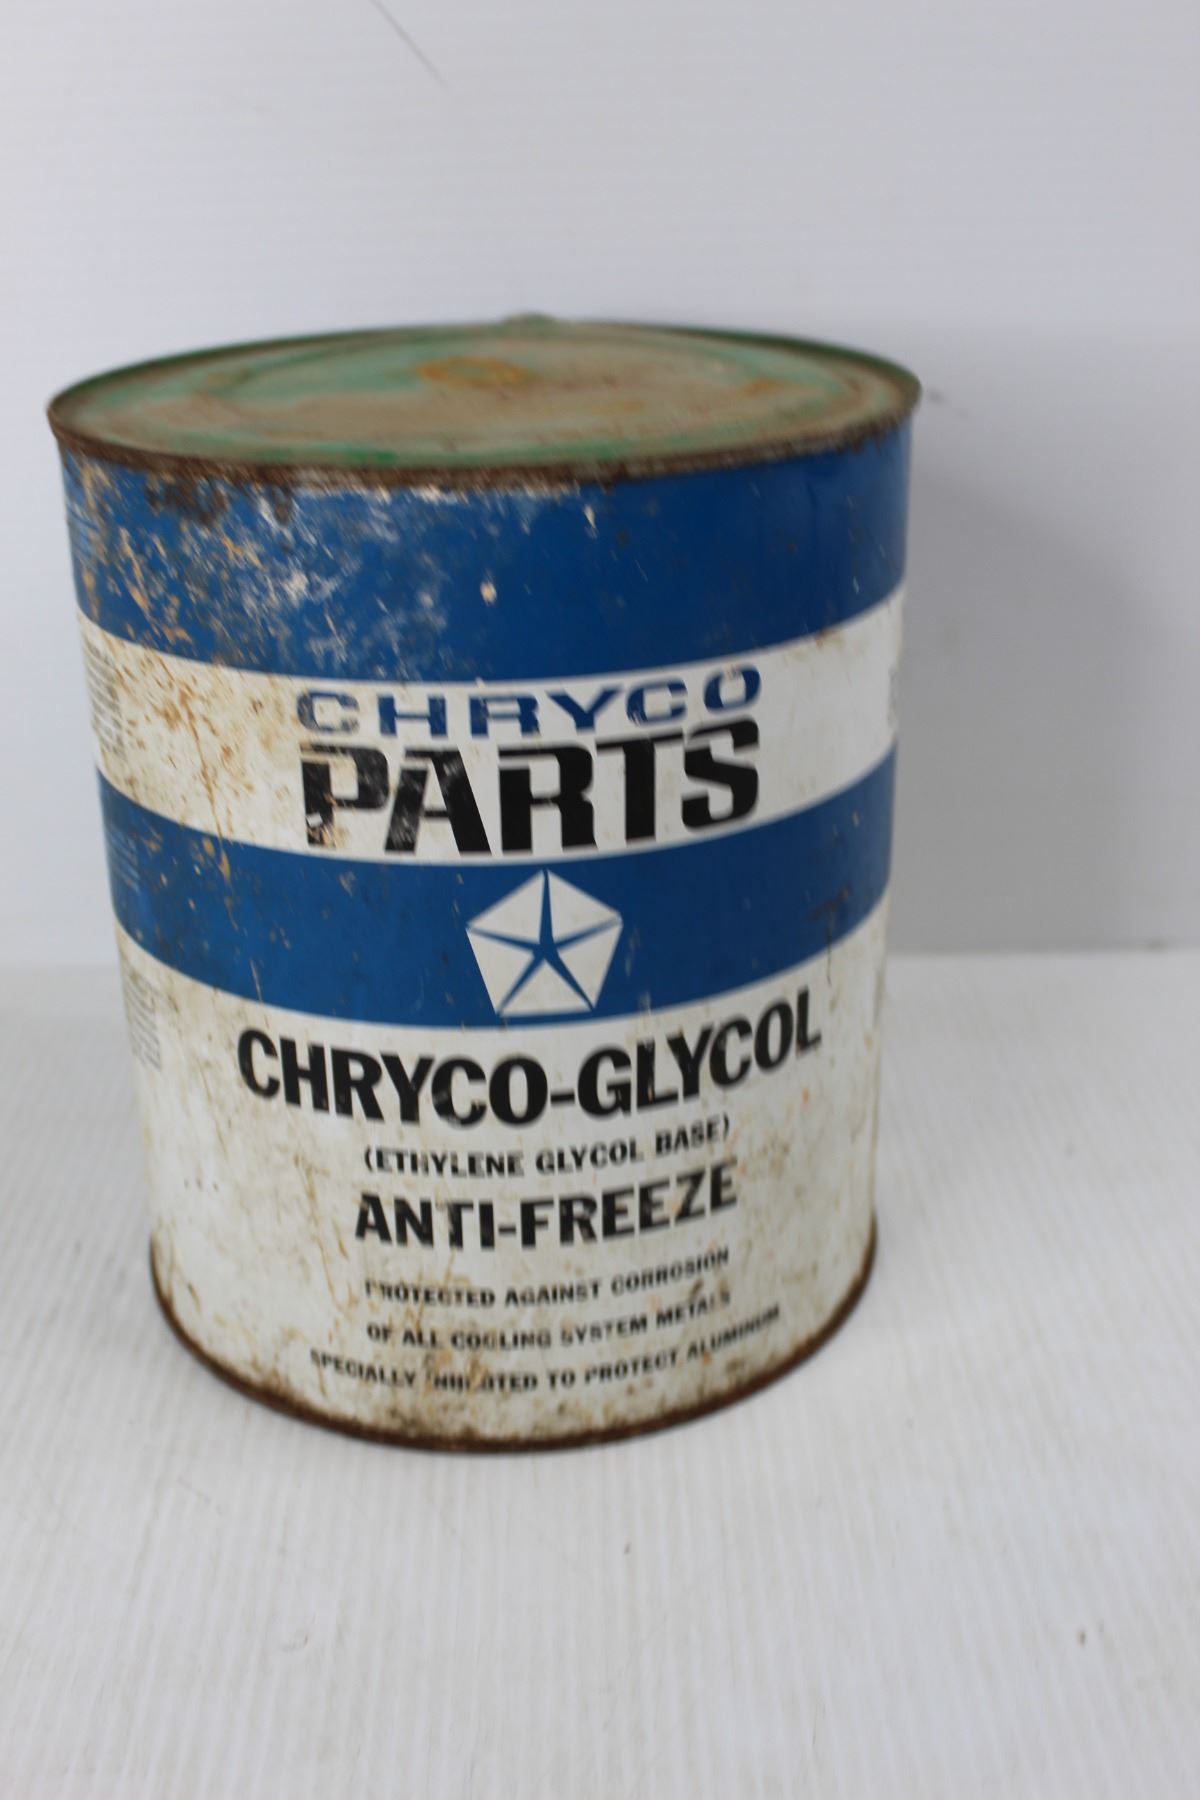 CHRYCO
PARTS
CHRYCO-GLYCOL
(ETHYLENE GLYCOL BASE)
ANTI-FREEZE
PROTECTED AGAINST CORROSION
OF ALL COOLING SYSTEM METALS
SPECIALLY INHIBITED TO PROTECT ALUMINUM